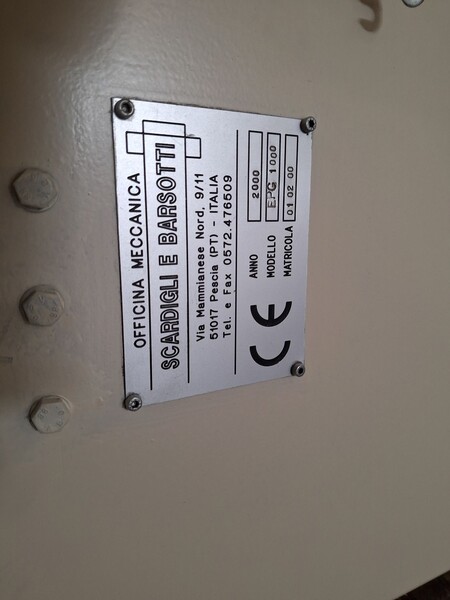 OFFICINA MECCANICA
SCARDIGLI E BARSOTTI
Via Mammianese Nord, 9/11
51017 Pescia (PT) - ITALIA
Tel. e Fax 0572.476509
CE
ANNO 2000
MODELLO EPG 1000
MATRICOLA 01 02 00